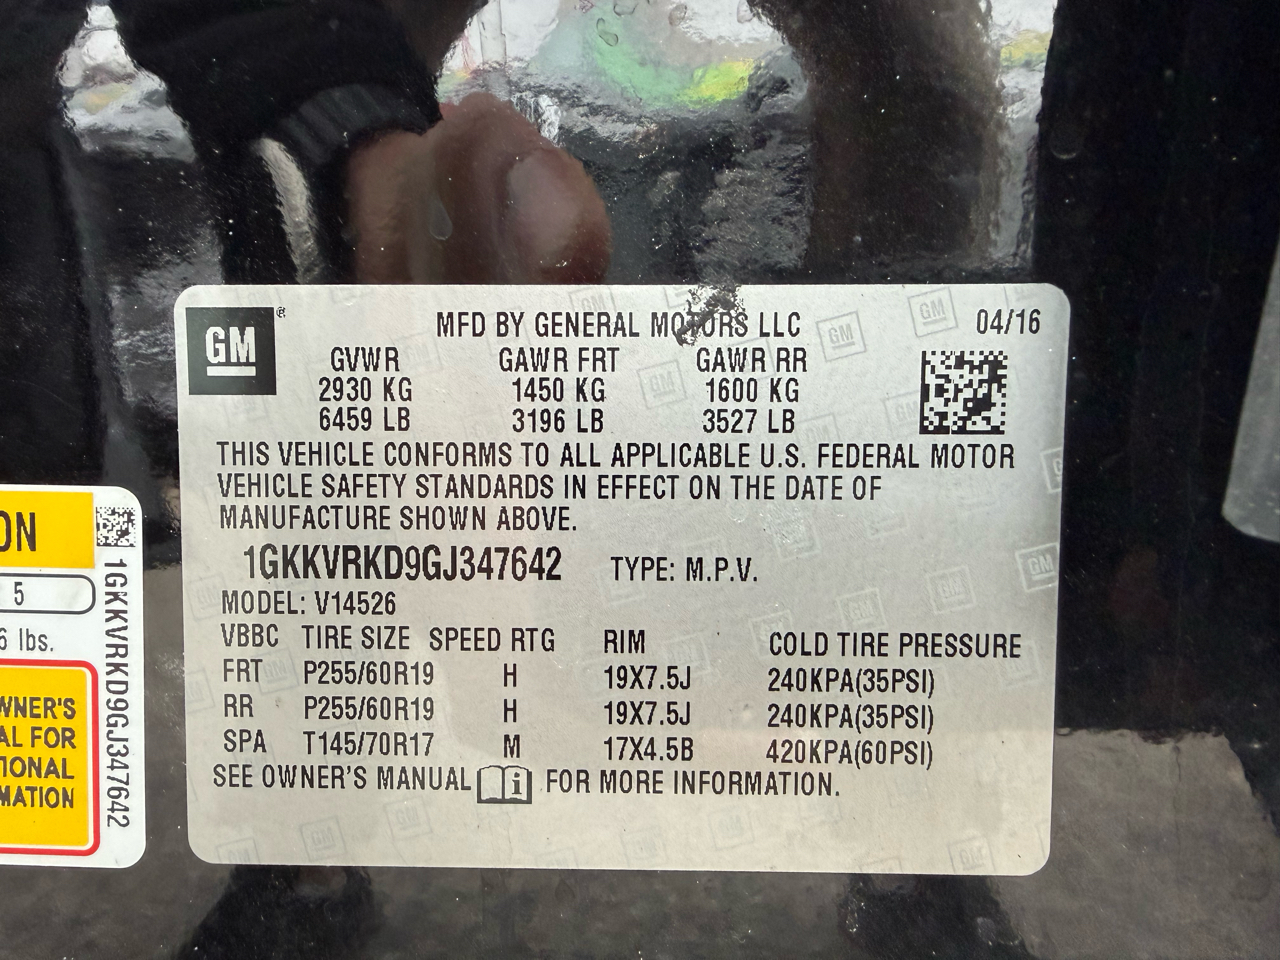 GM ®
MFD BY GENERAL MOTORS LLC 04/16
GVWR GAWR FRT GAWR RR
2930 KG 1450 KG 1600 KG
6459 LB 3196 LB 3527 LB
THIS VEHICLE CONFORMS TO ALL APPLICABLE U.S. FEDERAL MOTOR
VEHICLE SAFETY STANDARDS IN EFFECT ON THE DATE OF
MANUFACTURE SHOWN ABOVE.
1GKKVRKD9GJ347642 TYPE: M.P.V.
MODEL: V14526
VBBC TIRE SIZE SPEED RTG RIM COLD TIRE PRESSURE
FRT P255/60R19 H 19X7.5J 240KPA(35PSI)
RR P255/60R19 H 19X7.5J 240KPA(35PSI)
SPA T145/70R17 M 17X4.5B 420KPA(60PSI)
SEE OWNER'S MANUAL i FOR MORE INFORMATION.
ON
5
6 lbs.
WNER'S
AL FOR
IONAL
MATION
1GKKVRKD9GJ347642